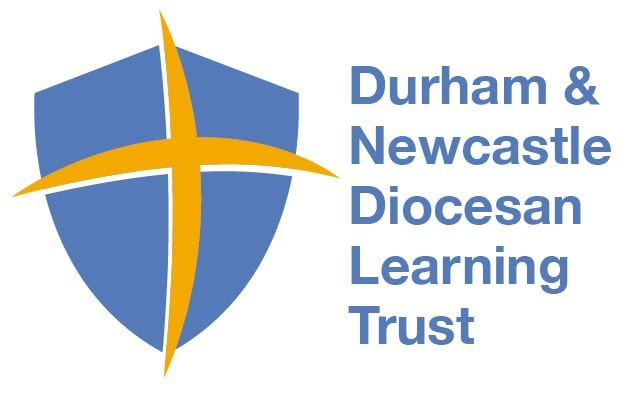 Durham &
Newcastle
Diocesan
Learning
Trust